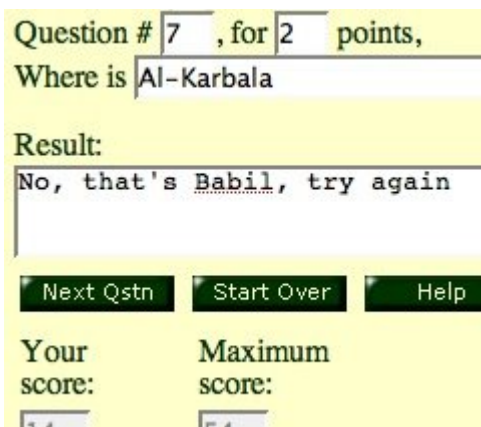 Question # 7 , for 2 points,
Where is Al-Karbala
Result:
No, that's Babil, try again
Next Qstn Start Over Help
Your Maximum
score: score: